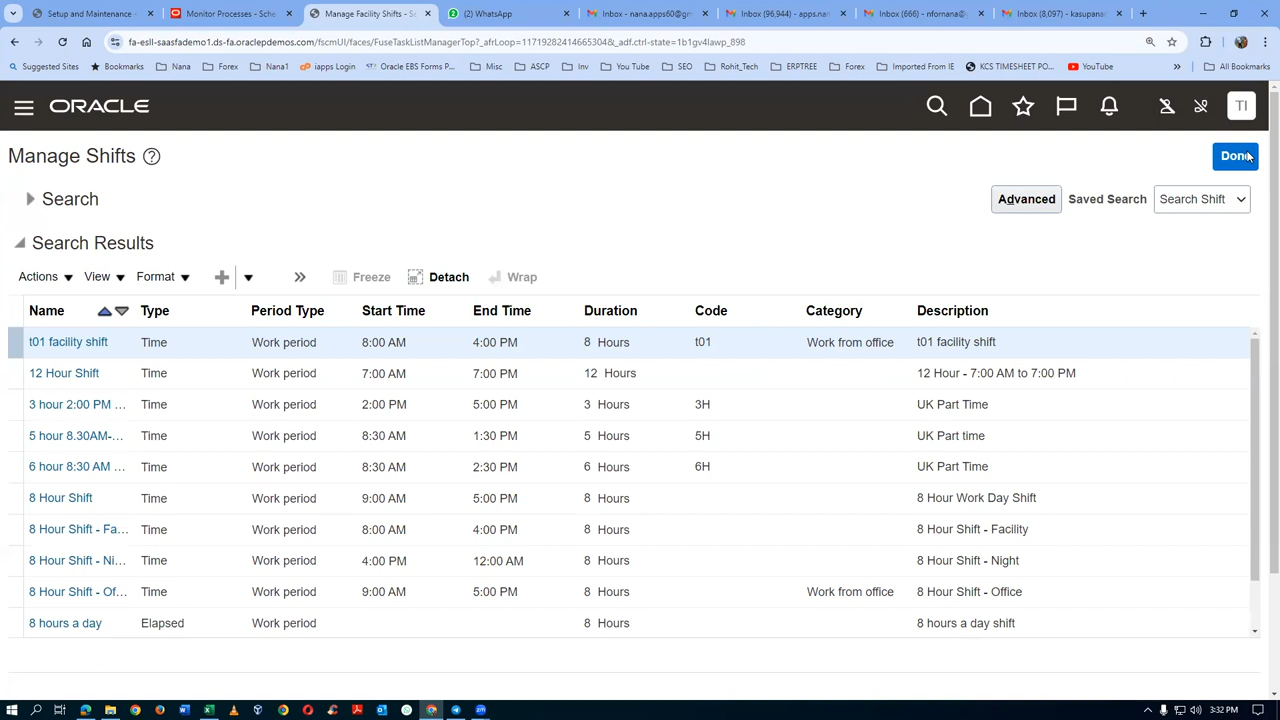 Setup and Maintenance -
Monitor Processes - Sche
Manage Facility Shifts - S
(2) WhatsApp
Inbox - nana.apps60@gm
Inbox (96,944) - apps.na
Inbox (666) - nfornana@
Inbox (8,097) - kasupana
fa-esll-saasfademo1.ds-fa.oraclepdemos.com/fscmUI/faces/FuseTaskListManagerTop?_afrLoop=117192824146653048&_adf.ctrl-state=1b1gv4lawp_898
Suggested Sites
Bookmarks
Nana
Forex
Nana1
iapps Login
Oracle EBS Forms P...
Misc
ASCP
Inv
You Tube
SEO
Rohit_Tech
ERPTREE
Forex
Imported From IE
KCS TIMESHEET PO...
YouTube
All Bookmarks
ORACLE
TI
Manage Shifts
Done
Search
Advanced Saved Search Search Shift
Search Results
Actions View Format Freeze Detach Wrap
Name Type Period Type Start Time End Time Duration Code Category Description
t01 facility shift Time Work period 8:00 AM 4:00 PM 8 Hours t01 Work from office t01 facility shift
12 Hour Shift Time Work period 7:00 AM 7:00 PM 12 Hours 12 Hour - 7:00 AM to 7:00 PM
3 hour 2:00 PM ... Time Work period 2:00 PM 5:00 PM 3 Hours 3H UK Part Time
5 hour 8.30AM-... Time Work period 8:30 AM 1:30 PM 5 Hours 5H UK Part time
6 hour 8:30 AM ... Time Work period 8:30 AM 2:30 PM 6 Hours 6H UK Part Time
8 Hour Shift Time Work period 9:00 AM 5:00 PM 8 Hours 8 Hour Work Day Shift
8 Hour Shift - Fa... Time Work period 8:00 AM 4:00 PM 8 Hours 8 Hour Shift - Facility
8 Hour Shift - Ni... Time Work period 4:00 PM 12:00 AM 8 Hours 8 Hour Shift - Night
8 Hour Shift - Of... Time Work period 9:00 AM 5:00 PM 8 Hours Work from office 8 Hour Shift - Office
8 hours a day Elapsed Work period 8 Hours 8 hours a day shift
3:32 PM